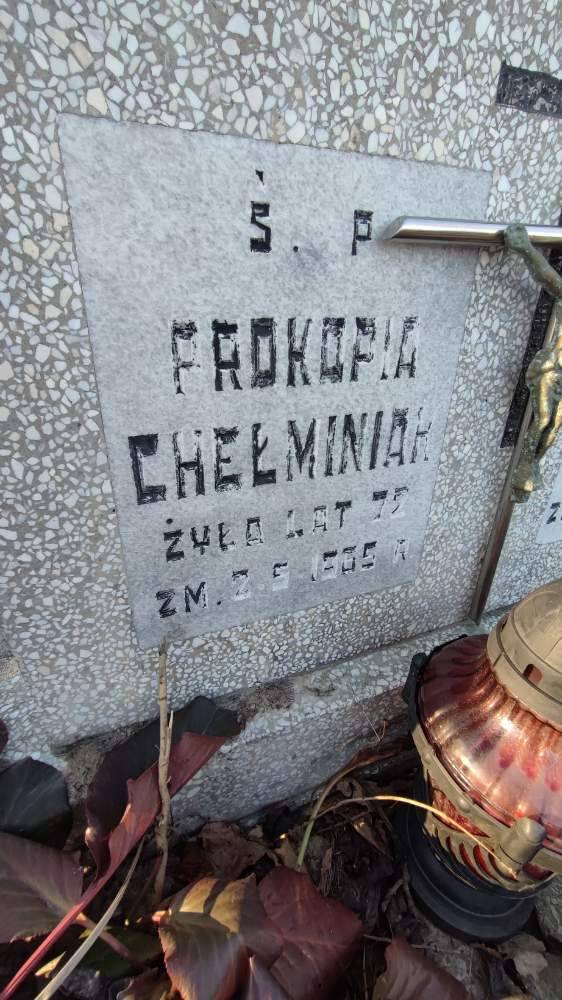 Ś. P
PROKOPIA
CHEŁMINIAK
ŻYŁA LAT 72
ZM. 2 5 1985 R